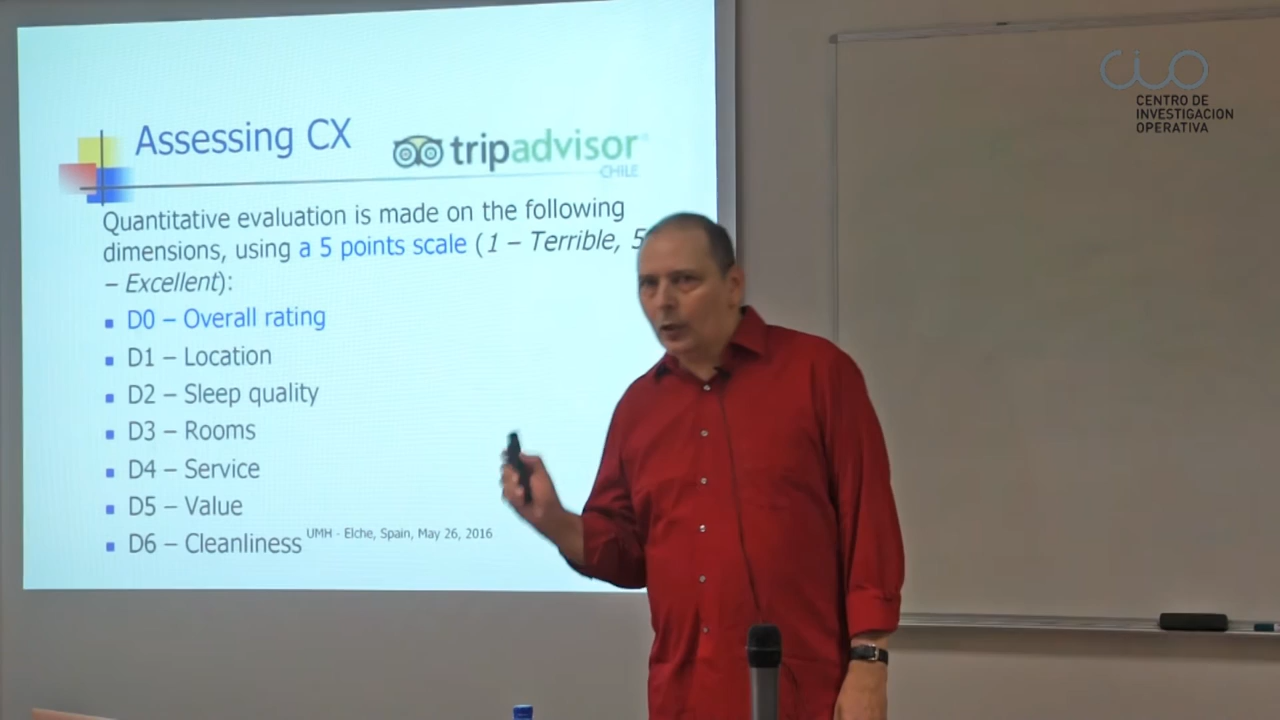 Assessing CX
tripadvisor
CHILE
Quantitative evaluation is made on the following
dimensions, using a 5 points scale (1 – Terrible, 5
– Excellent):
D0 – Overall rating
D1 – Location
D2 – Sleep quality
D3 – Rooms
D4 – Service
D5 – Value
D6 – Cleanliness
UMH - Elche, Spain, May 26, 2016
CIO
CENTRO DE
INVESTIGACION
OPERATIVA